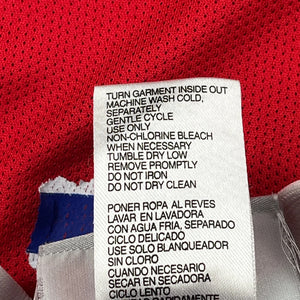 TURN GARMENT INSIDE OUT
MACHINE WASH COLD,
SEPARATELY
GENTLE CYCLE
USE ONLY
NON-CHLORINE BLEACH
WHEN NECESSARY
TUMBLE DRY LOW
REMOVE PROMPTLY
DO NOT IRON
DO NOT DRY CLEAN
PONER ROPA AL REVES
LAVAR EN LAVADORA
CON AGUA FRIA, SEPARADO
CICLO DELICADO
USE SOLO BLANQUEADOR
SIN CLORO
CUANDO NECESARIO
SECAR EN SECADORA
CICLO LENTO
RAPIDAMENTE